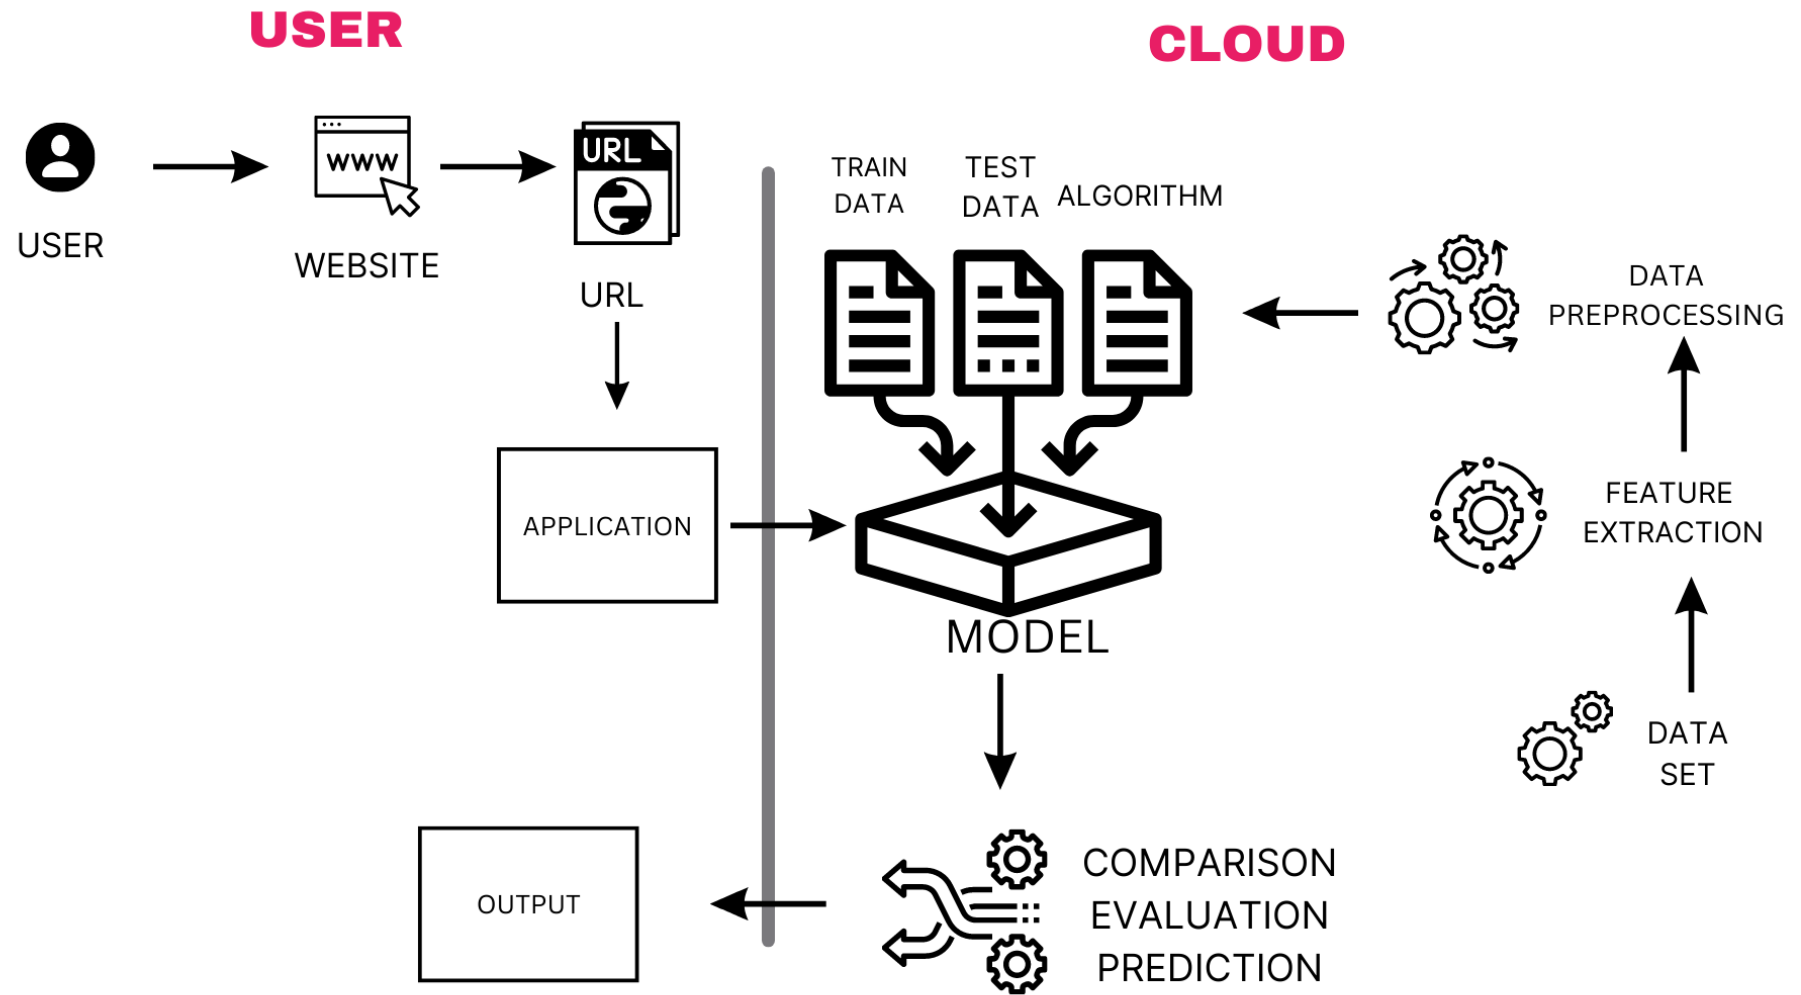 USER
CLOUD
USER
WWW
WEBSITE
URL
URL
APPLICATION
OUTPUT
TRAIN
DATA
TEST
DATA
ALGORITHM
MODEL
COMPARISON
EVALUATION
PREDICTION
DATA
PREPROCESSING
FEATURE
EXTRACTION
DATA
SET